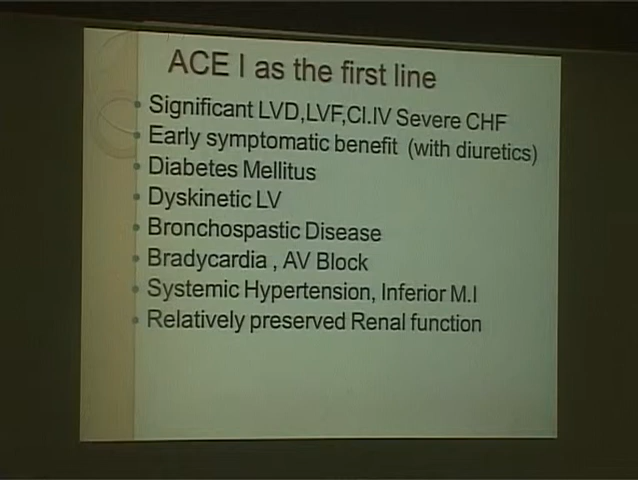 ACE I as the first line
Significant LVD,LVF,Cl.IV Severe CHF
Early symptomatic benefit (with diuretics)
Diabetes Mellitus
Dyskinetic LV
Bronchospastic Disease
Bradycardia , AV Block
Systemic Hypertension, Inferior M.I
Relatively preserved Renal function